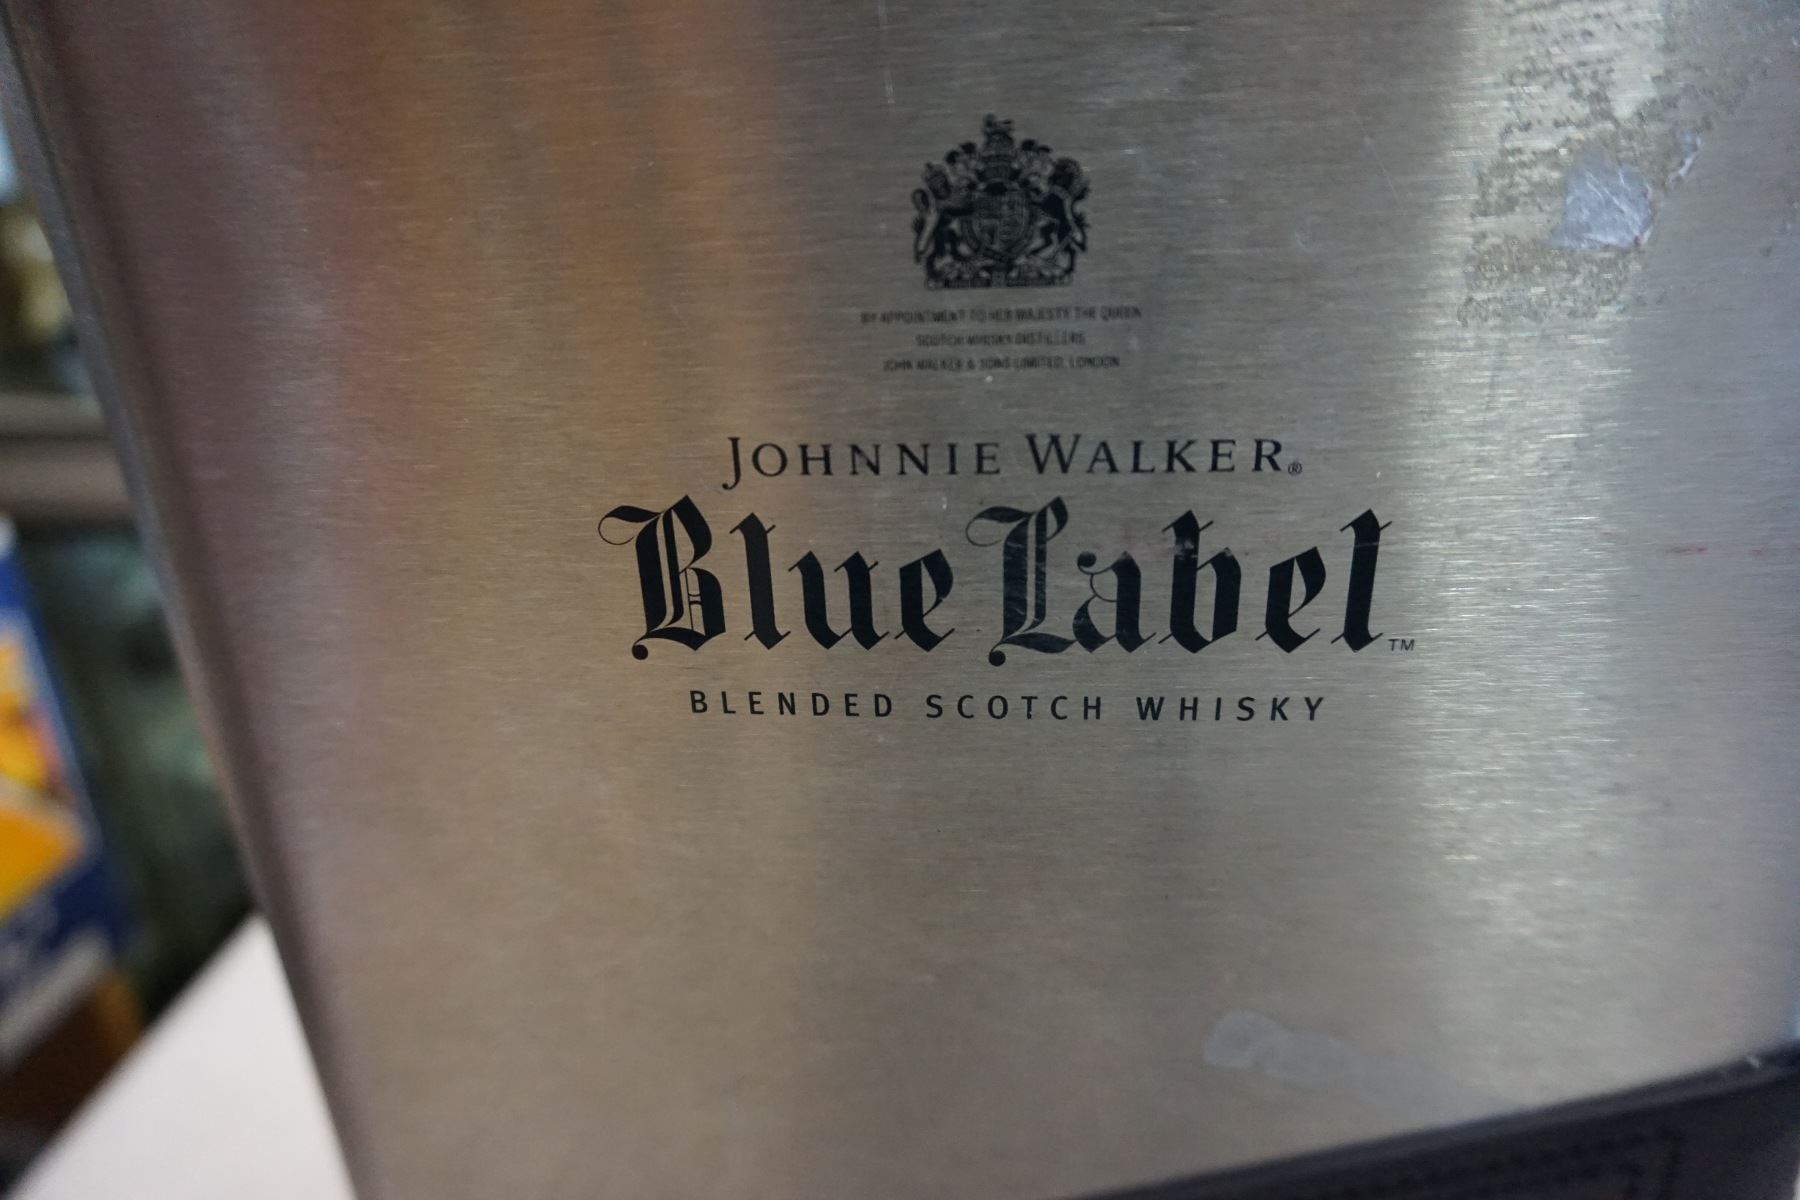 BY APPOINTMENT TO HER MAJESTY THE QUEEN
SCOTCH WHISKY DISTILLERS
JOHN WALKER & SONS LIMITED, LONDON
JOHNNIE WALKER®
Blue Label™
BLENDED SCOTCH WHISKY